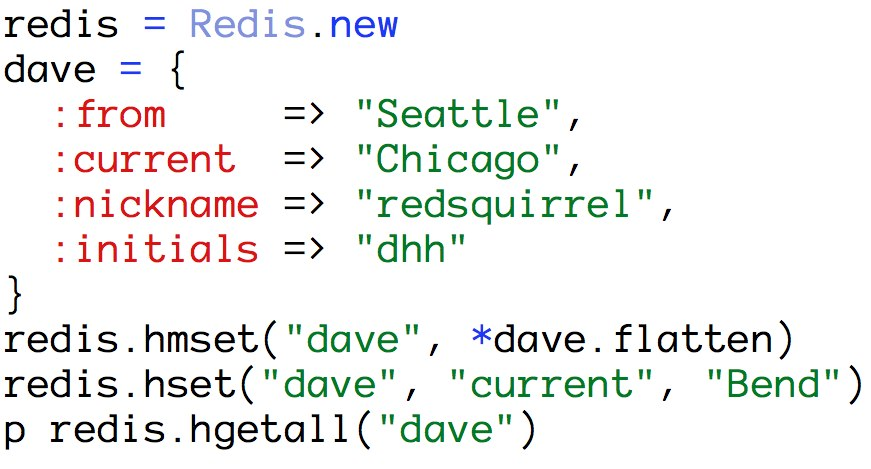 redis = Redis.new
dave = {
  :from     => "Seattle",
  :current  => "Chicago",
  :nickname => "redsquirrel",
  :initials => "dhh"
}
redis.hmset("dave", *dave.flatten)
redis.hset("dave", "current", "Bend")
p redis.hgetall("dave")